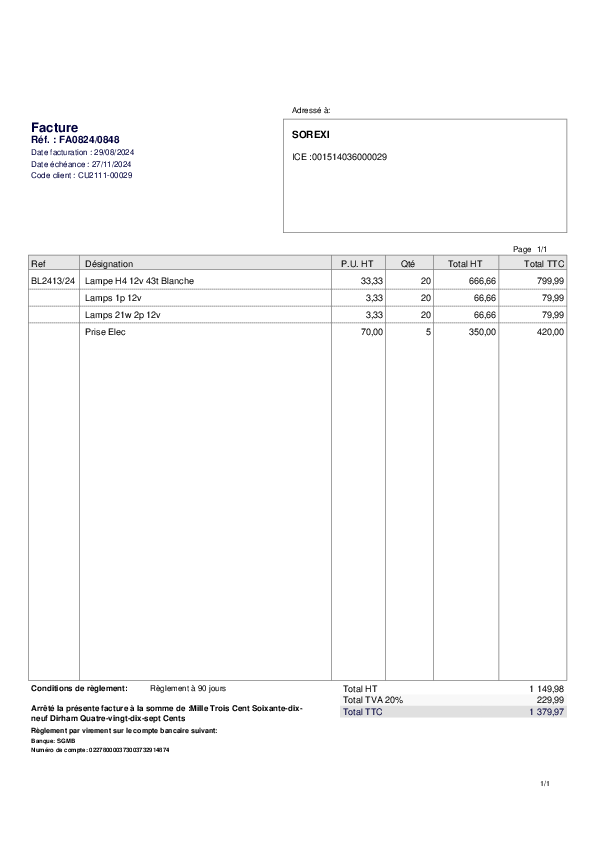 Adressé à:
Facture
Réf. : FA0824/0848
Date facturation : 29/08/2024
Date échéance : 27/11/2024
Code client : CU2111-00029
SOREXI
ICE :001514036000029
Page 1/1
Ref Désignation P.U. HT Qté Total HT Total TTC
BL2413/24 Lampe H4 12v 43t Blanche 33,33 20 666,66 799,99
Lamps 1p 12v 3,33 20 66,66 79,99
Lamps 21w 2p 12v 3,33 20 66,66 79,99
Prise Elec 70,00 5 350,00 420,00
Conditions de règlement: Règlement à 90 jours
Total HT 1 149,98
Total TVA 20% 229,99
Total TTC 1 379,97
Arrêté la présente facture à la somme de :Mille Trois Cent Soixante-dix-
neuf Dirham Quatre-vingt-dix-sept Cents
Règlement par virement sur le compte bancaire suivant:
Banque: SGMB
Numéro de compte:
1/1